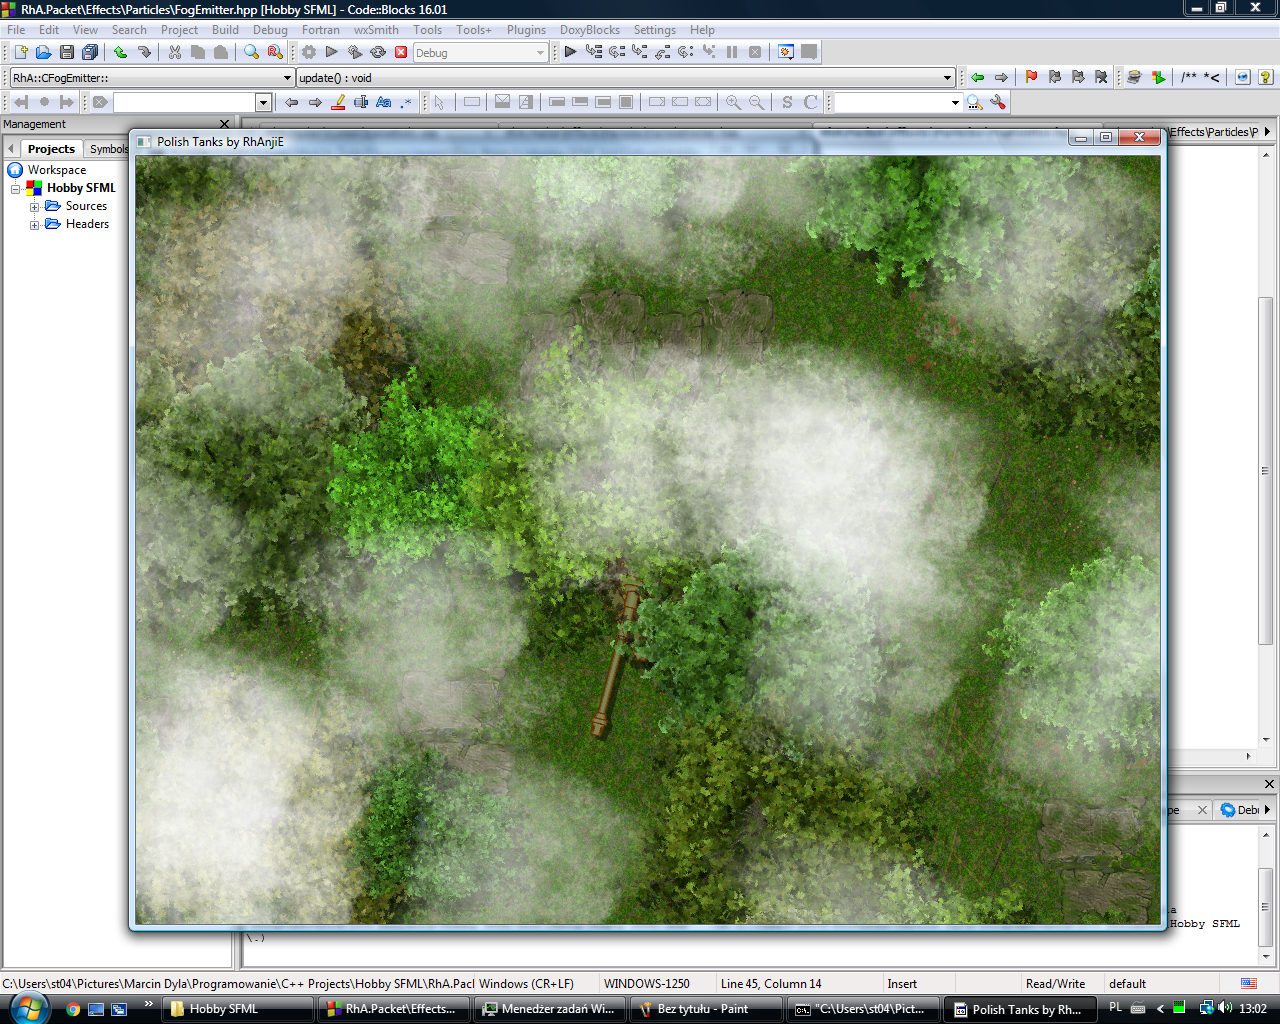 RhA.Packet\Effects\Particles\FogEmitter.hpp [Hobby SFML] - Code::Blocks 16.01
File Edit View Search Project Build Debug Fortran wxSmith Tools Tools+ Plugins DoxyBlocks Settings Help
Debug
RhA::CFogEmitter:: update() : void
/** *<
Aa .*
S C
Management
Polish Tanks by RhAnjiE
\Effects\Particles\P
Projects Symbols
Workspace
Hobby SFML
Sources
Headers
Debu
Hobby SFML
\.)
C:\Users\st04\Pictures\Marcin Dyla\Programowanie\C++ Projects\Hobby SFML\RhA.Pacl Windows (CR+LF) WINDOWS-1250 Line 45, Column 14 Insert Read/Write default
Hobby SFML RhA.Packet\Effects... Menedżer zadań Wi... Bez tytułu - Paint "C:\Users\st04\Pict... Polish Tanks by Rh... PL 13:02